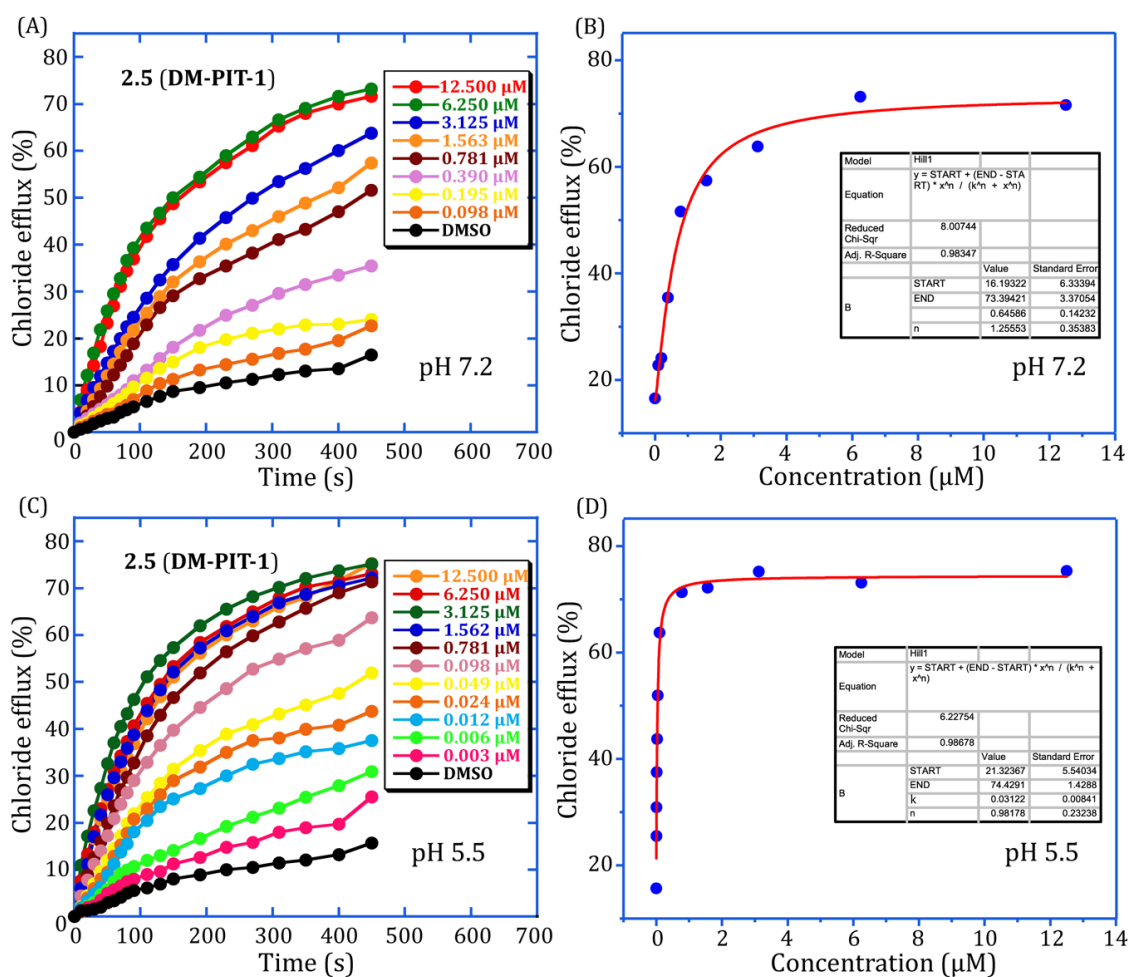 (A)
Chloride efflux (%)
80
70
60
50
40
30
20
10
0
2.5 (DM-PIT-1)
12.500 µM
6.250 µM
3.125 µM
1.563 µM
0.781 µM
0.390 µM
0.195 µM
0.098 µM
DMSO
pH 7.2
0 100 200 300 400 500 600 700
Time (s)
(B)
Chloride efflux (%)
80
60
40
20
Model Hill1
Equation y = START + (END - STA
RT) * x^n / (k^n + x^n)
Reduced
Chi-Sqr 8.00744
Adj. R-Square 0.98347
Value Standard Error
B START 16.19322 6.33394
END 73.39421 3.37054
0.64586 0.14232
n 1.25553 0.35383
pH 7.2
0 2 4 6 8 10 12 14
Concentration (µM)
(C)
Chloride efflux (%)
80
70
60
50
40
30
20
10
0
2.5 (DM-PIT-1)
12.500 µM
6.250 µM
3.125 µM
1.562 µM
0.781 µM
0.098 µM
0.049 µM
0.024 µM
0.012 µM
0.006 µM
0.003 µM
DMSO
pH 5.5
0 100 200 300 400 500 600 700
Time (s)
(D)
Chloride efflux (%)
80
60
40
20
Model Hill1
Equation y = START + (END - START) * x^n / (k^n +
x^n)
Reduced
Chi-Sqr 6.22754
Adj. R-Square 0.98678
Value Standard Error
B START 21.32367 5.54034
END 74.4291 1.4288
k 0.03122 0.00841
n 0.98178 0.23238
pH 5.5
0 2 4 6 8 10 12 14
Concentration (µM)